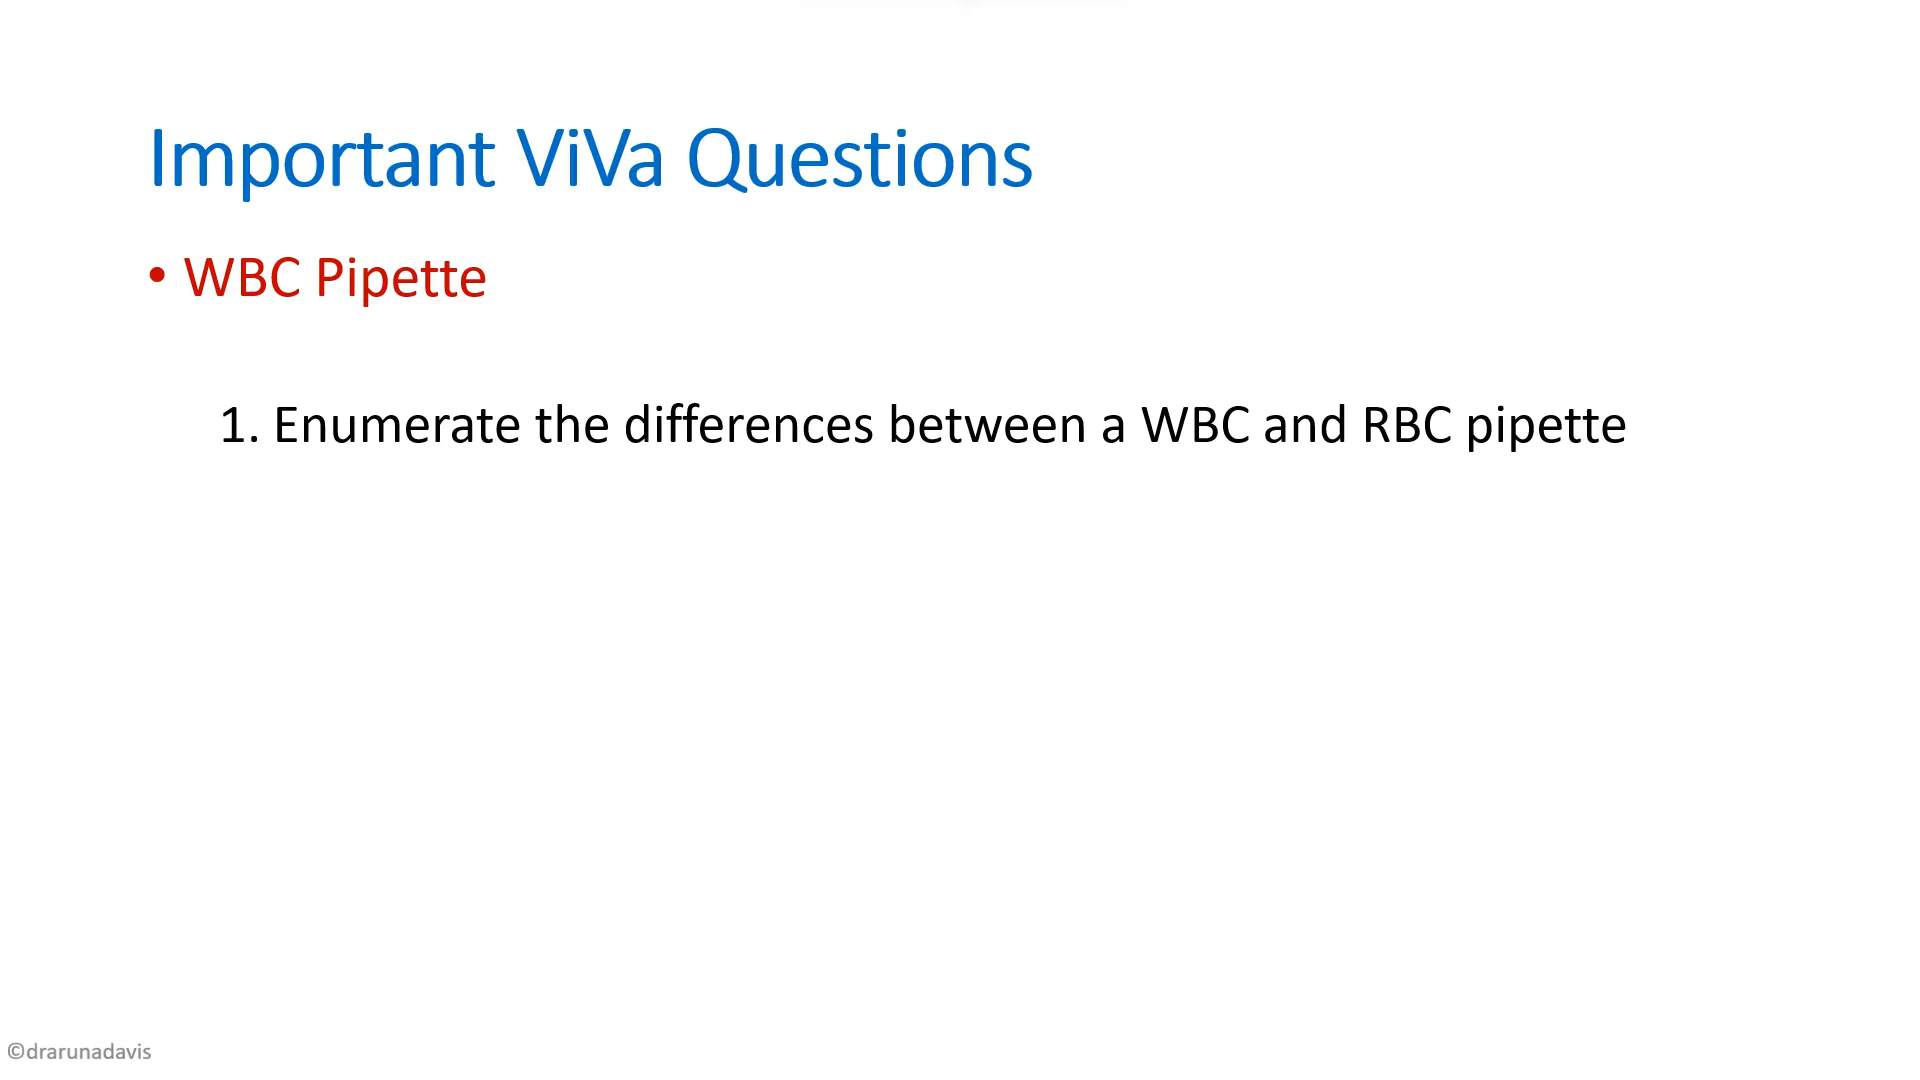 Important ViVa Questions
• WBC Pipette
1. Enumerate the differences between a WBC and RBC pipette
©drarunadavis